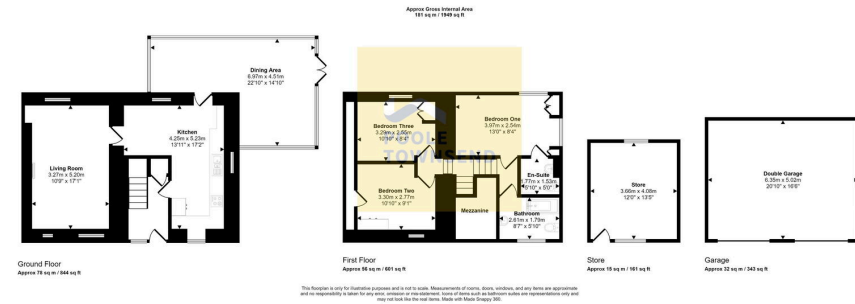 Approx Gross Internal Area
181 sq m / 1949 sq ft
Dining Area
6.97m x 4.51m
22'10" x 14'10"
Kitchen
4.25m x 5.23m
13'11" x 17'2"
Living Room
3.27m x 5.20m
10'9" x 17'1"
Ground Floor
Approx 78 sq m / 844 sq ft
Bedroom Three
3.29m x 2.55m
10'10" x 8'4"
Bedroom One
3.97m x 2.54m
13'0" x 8'4"
POOLE
TOWNSEND
Bedroom Two
3.30m x 2.77m
10'10" x 9'1"
En-Suite
1.77m x 1.53m
5'10" x 5'0"
Mezzanine
Bathroom
2.61m x 1.79m
8'7" x 5'10"
First Floor
Approx 56 sq m / 601 sq ft
Store
3.66m x 4.08m
12'0" x 13'5"
Store
Approx 15 sq m / 161 sq ft
Double Garage
6.35m x 5.02m
20'10" x 16'6"
Garage
Approx 32 sq m / 343 sq ft
This floorplan is only for illustrative purposes and is not to scale. Measurements of rooms, doors, windows, and any items are approximate
and no responsibility is taken for any error, omission or mis-statement. Icons of items such as bathroom suites are representations only and
may not look like the real items. Made with Made Snappy 360.